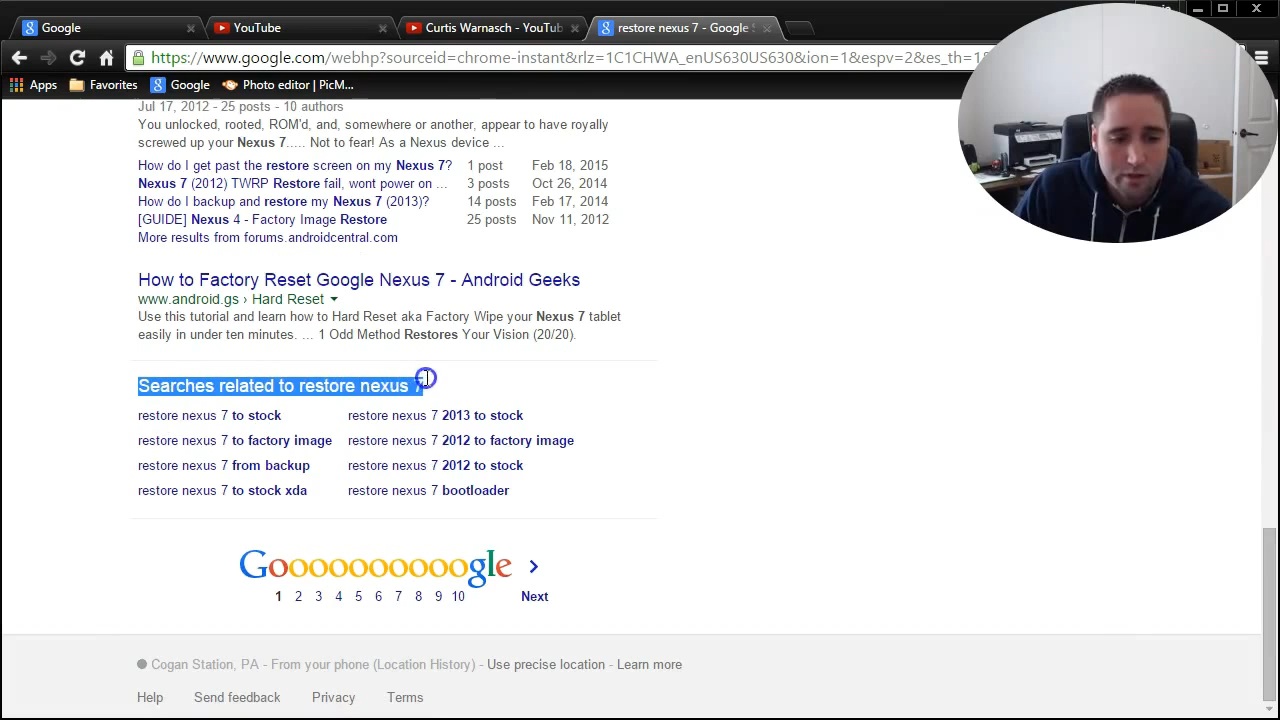 Google
YouTube
Curtis Warnasch - YouTub
restore nexus 7 - Google S
https://www.google.com/webhp?sourceid=chrome-instant&rlz=1C1CHWA_enUS630US630&ion=1&espv=2&es_th=1
Apps
Favorites
Google
Photo editor | PicM...
Jul 17, 2012 - 25 posts - 10 authors
You unlocked, rooted, ROM'd, and, somewhere or another, appear to have royally
screwed up your Nexus 7..... Not to fear! As a Nexus device ...
How do I get past the restore screen on my Nexus 7? 1 post Feb 18, 2015
Nexus 7 (2012) TWRP Restore fail, wont power on ... 3 posts Oct 26, 2014
How do I backup and restore my Nexus 7 (2013)? 14 posts Feb 17, 2014
[GUIDE] Nexus 4 - Factory Image Restore 25 posts Nov 11, 2012
More results from forums.androidcentral.com
How to Factory Reset Google Nexus 7 - Android Geeks
www.android.gs › Hard Reset
Use this tutorial and learn how to Hard Reset aka Factory Wipe your Nexus 7 tablet
easily in under ten minutes. ... 1 Odd Method Restores Your Vision (20/20).
Searches related to restore nexus 7
restore nexus 7 to stock restore nexus 7 2013 to stock
restore nexus 7 to factory image restore nexus 7 2012 to factory image
restore nexus 7 from backup restore nexus 7 2012 to stock
restore nexus 7 to stock xda restore nexus 7 bootloader
Goooooooooogle
1 2 3 4 5 6 7 8 9 10 Next
Cogan Station, PA - From your phone (Location History) - Use precise location - Learn more
Help Send feedback Privacy Terms